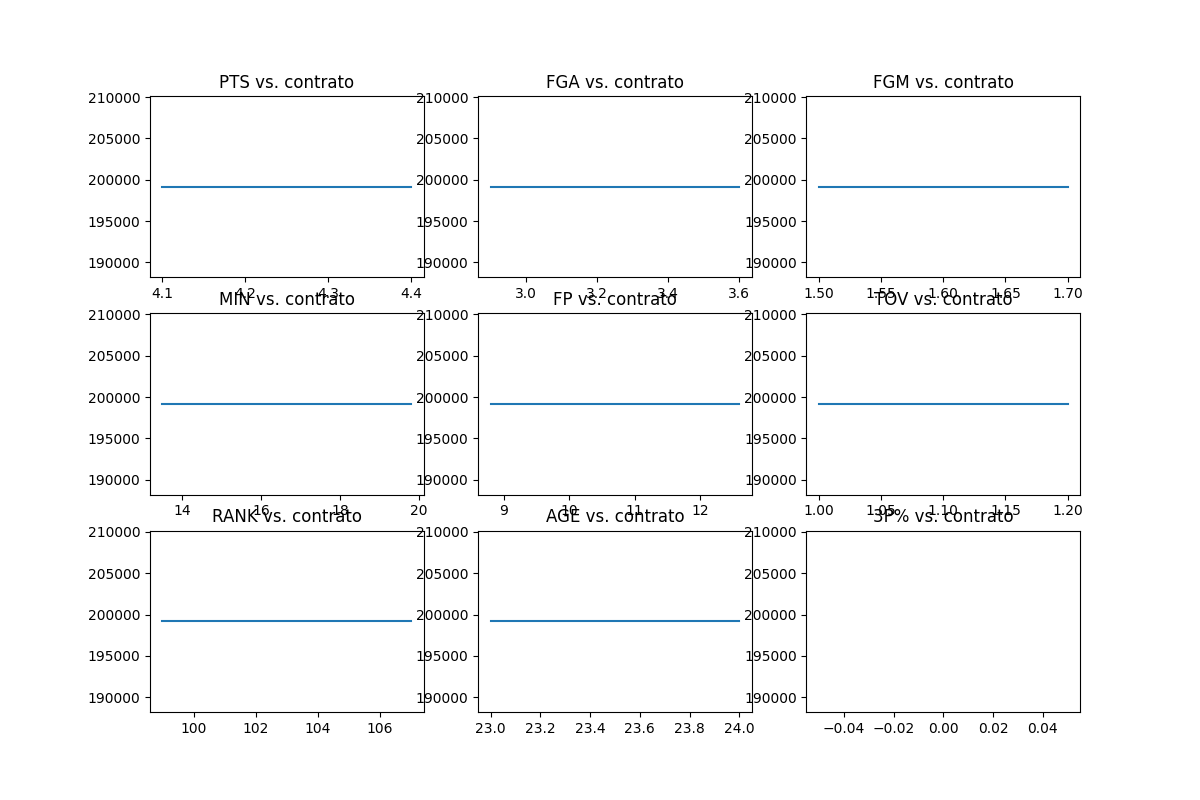 PTS vs. contrato
FGA vs. contrato
FGM vs. contrato
210000
205000
200000
195000
190000
4.1 4.2 4.3 4.4
210000
205000
200000
195000
190000
3.0 3.2 3.4 3.6
210000
205000
200000
195000
190000
1.50 1.55 1.60 1.65 1.70
MIN vs. contrato
FP vs. contrato
TOV vs. contrato
210000
205000
200000
195000
190000
14 16 18 20
210000
205000
200000
195000
190000
9 10 11 12
210000
205000
200000
195000
190000
1.00 1.05 1.10 1.15 1.20
RANK vs. contrato
AGE vs. contrato
3P% vs. contrato
210000
205000
200000
195000
190000
100 102 104 106
210000
205000
200000
195000
190000
23.0 23.2 23.4 23.6 23.8 24.0
210000
205000
200000
195000
190000
−0.04 −0.02 0.00 0.02 0.04